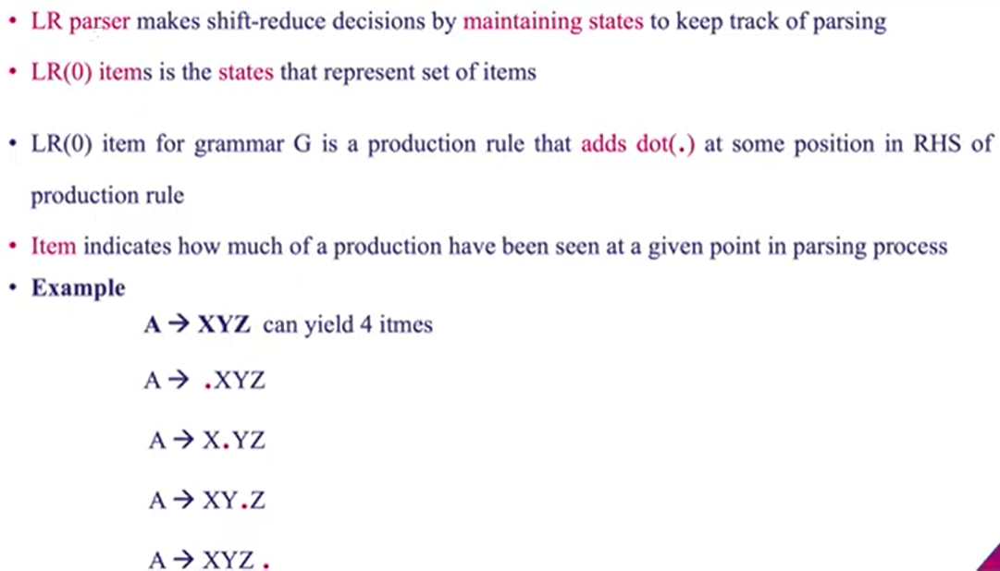 • LR parser makes shift-reduce decisions by maintaining states to keep track of parsing
• LR(0) items is the states that represent set of items
• LR(0) item for grammar G is a production rule that adds dot(.) at some position in RHS of
production rule
• Item indicates how much of a production have been seen at a given point in parsing process
• Example
A → XYZ can yield 4 itmes
A → .XYZ
A → X.YZ
A → XY.Z
A → XYZ .